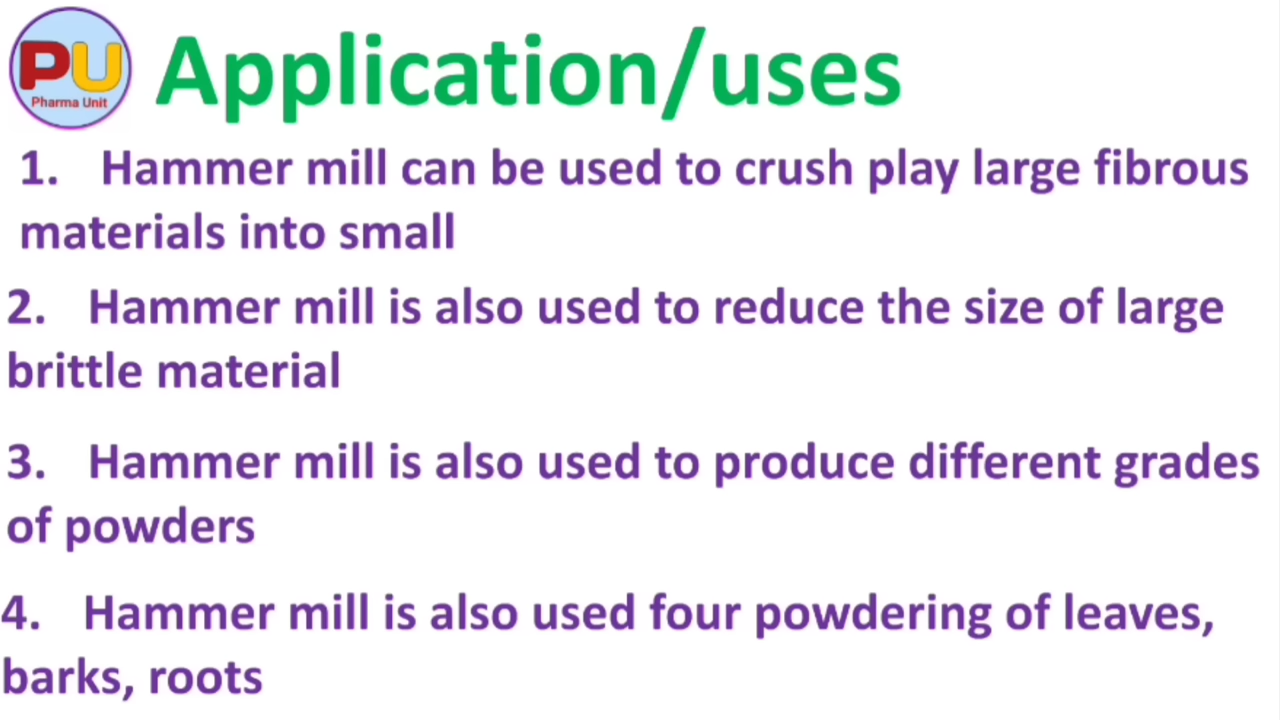 PU
Pharma Unit
Application/uses
1. Hammer mill can be used to crush play large fibrous
materials into small
2. Hammer mill is also used to reduce the size of large
brittle material
3. Hammer mill is also used to produce different grades
of powders
4. Hammer mill is also used four powdering of leaves,
barks, roots